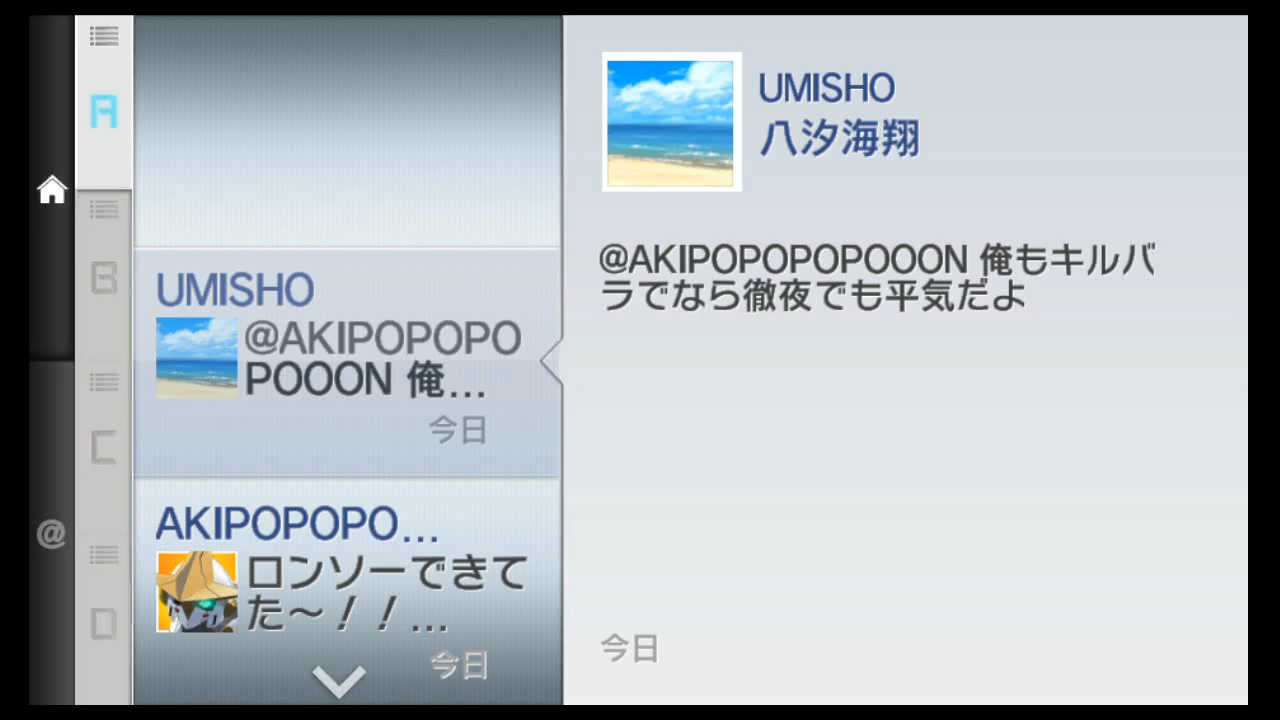 A
B
C
D
@
UMISHO
@AKIPOPOPO
POOON 俺...
今日
AKIPOPOPO...
ロンソーできて
た～！！...
今日
UMISHO
八汐海翔
@AKIPOPOPOPOOON 俺もキルバ
ラでなら徹夜でも平気だよ
今日